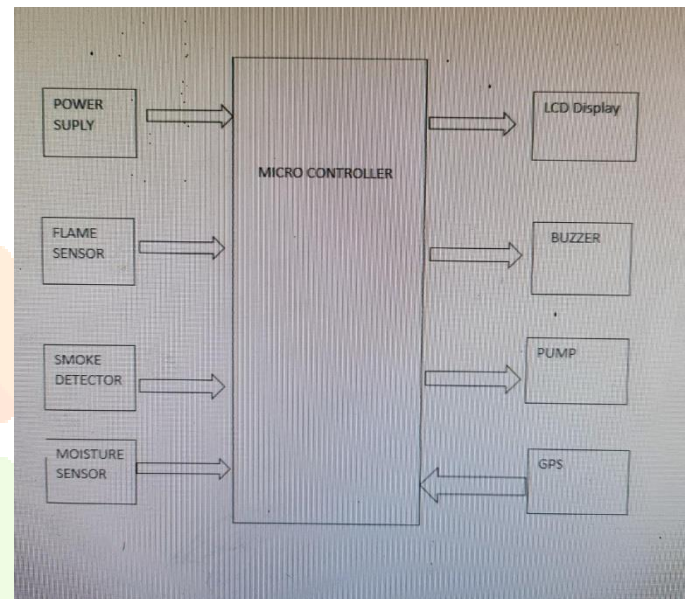 POWER
SUPLY
FLAME
SENSOR
SMOKE
DETECTOR
MOISTURE
SENSOR
MICRO CONTROLLER
LCD Display
BUZZER
PUMP
GPS